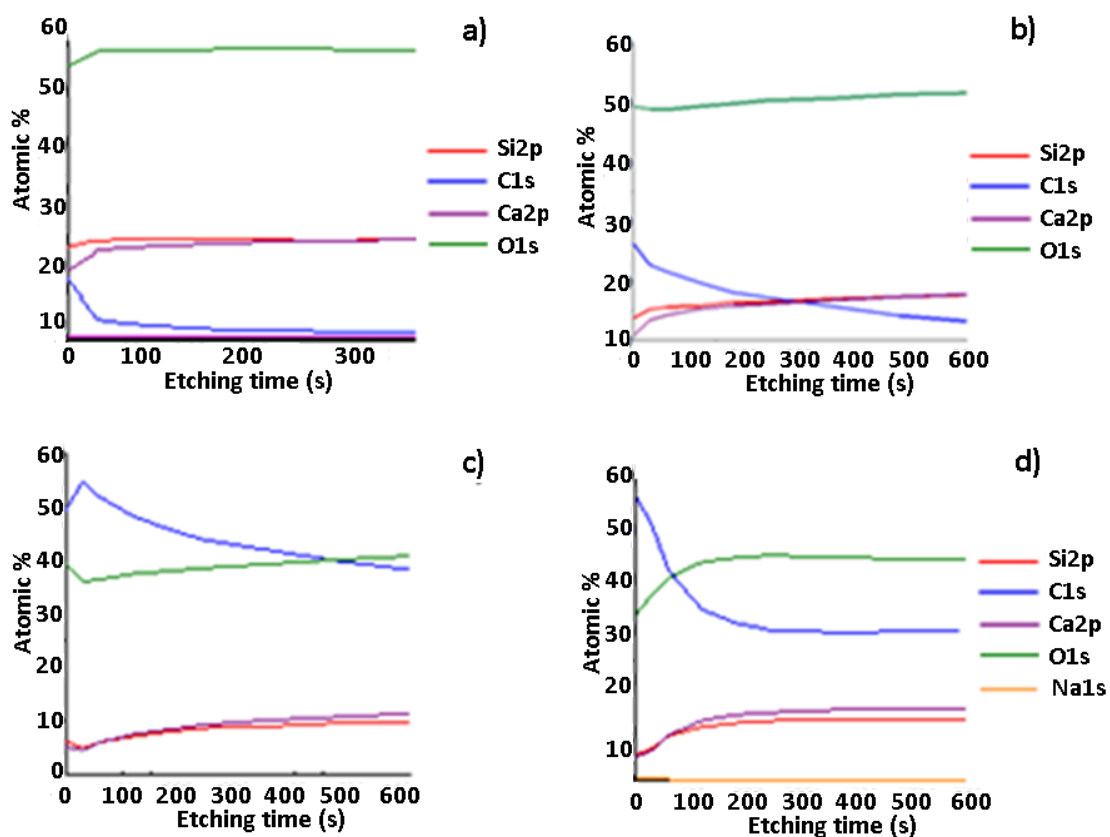 a)
60
50
40
30
20
10
Atomic %
0 100 200 300
Etching time (s)
Si2p
C1s
Ca2p
O1s
b)
60
50
40
30
20
10
Atomic %
0 100 200 300 400 500 600
Etching time (s)
Si2p
C1s
Ca2p
O1s
c)
60
50
40
30
20
10
0
Atomic %
0 100 200 300 400 500 600
Etching time (s)
d)
60
50
40
30
20
10
Atomic %
0 100 200 300 400 500 600
Etching time (s)
Si2p
C1s
Ca2p
O1s
Na1s